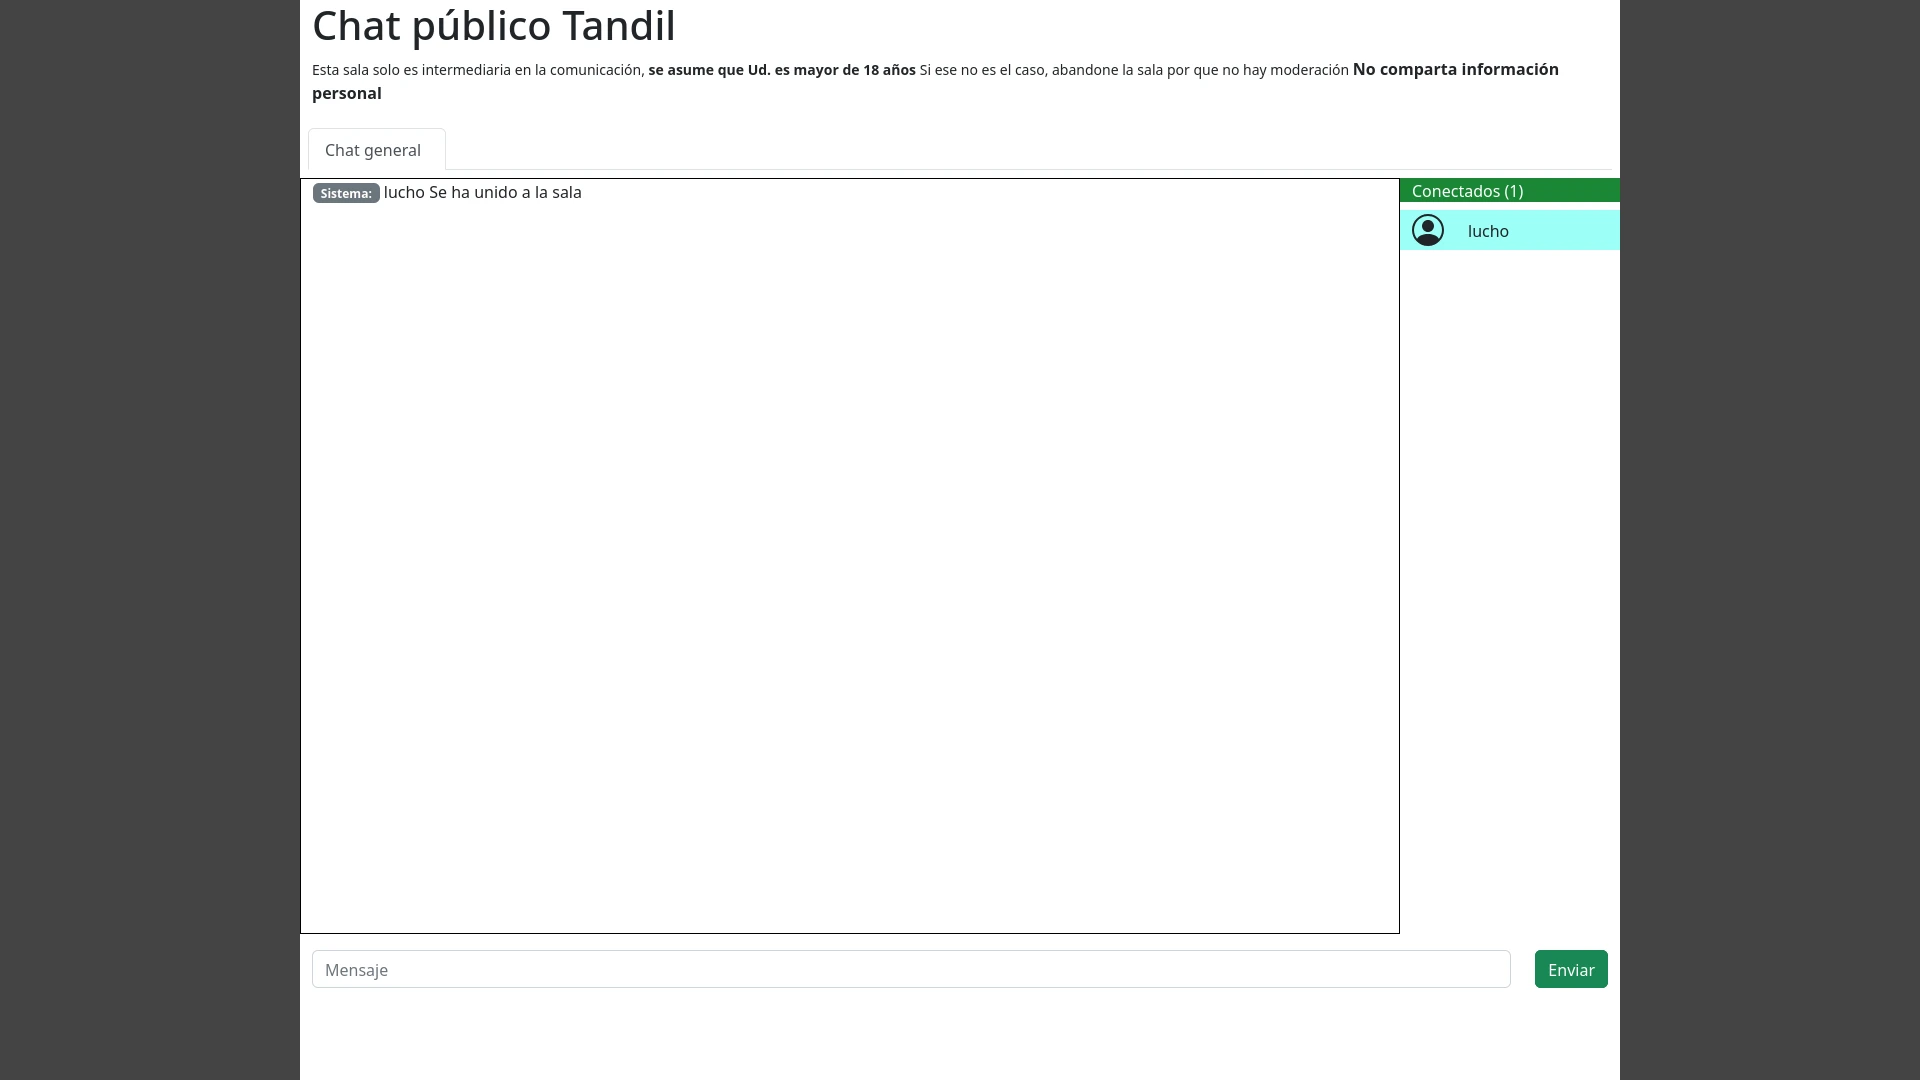 Chat público Tandil
Esta sala solo es intermediaria en la comunicación, se asume que Ud. es mayor de 18 años Si ese no es el caso, abandone la sala por que no hay moderación No comparta información
personal
Chat general
Sistema: lucho Se ha unido a la sala
Conectados (1)
lucho
Mensaje
Enviar